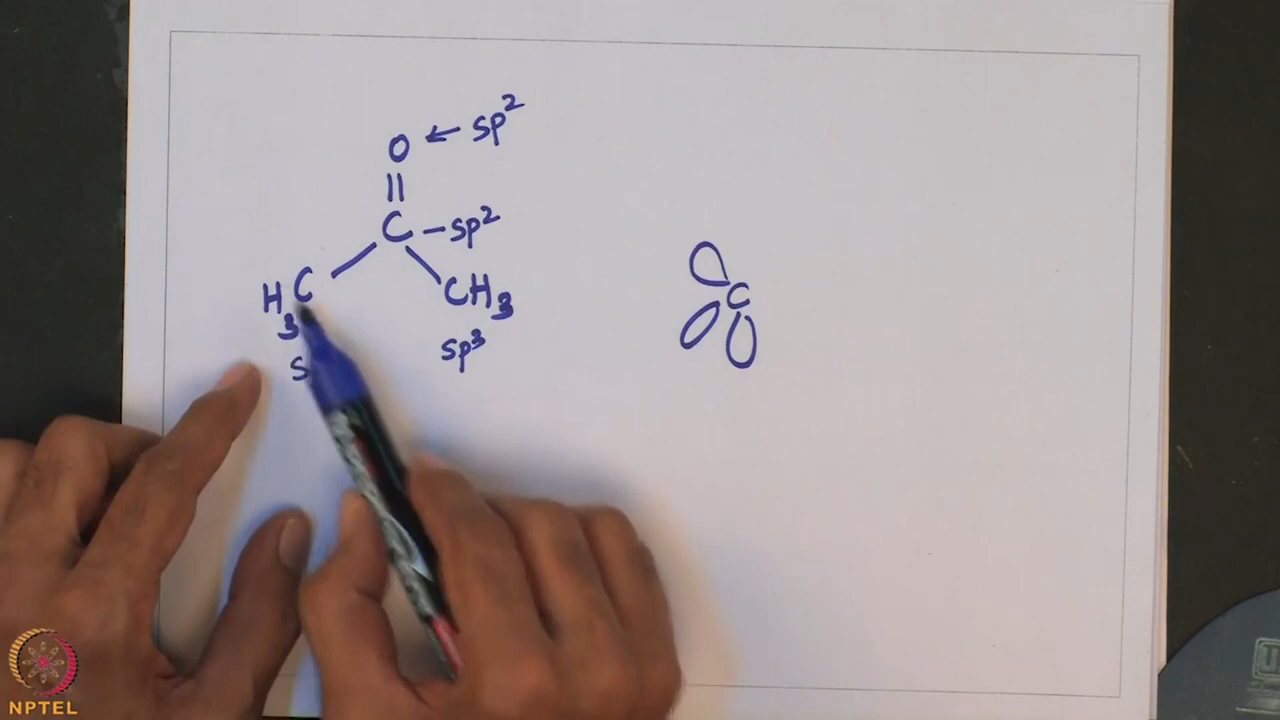 O ← sp²
||
C – sp²
H₃C CH₃
s sp³
C
NPTEL